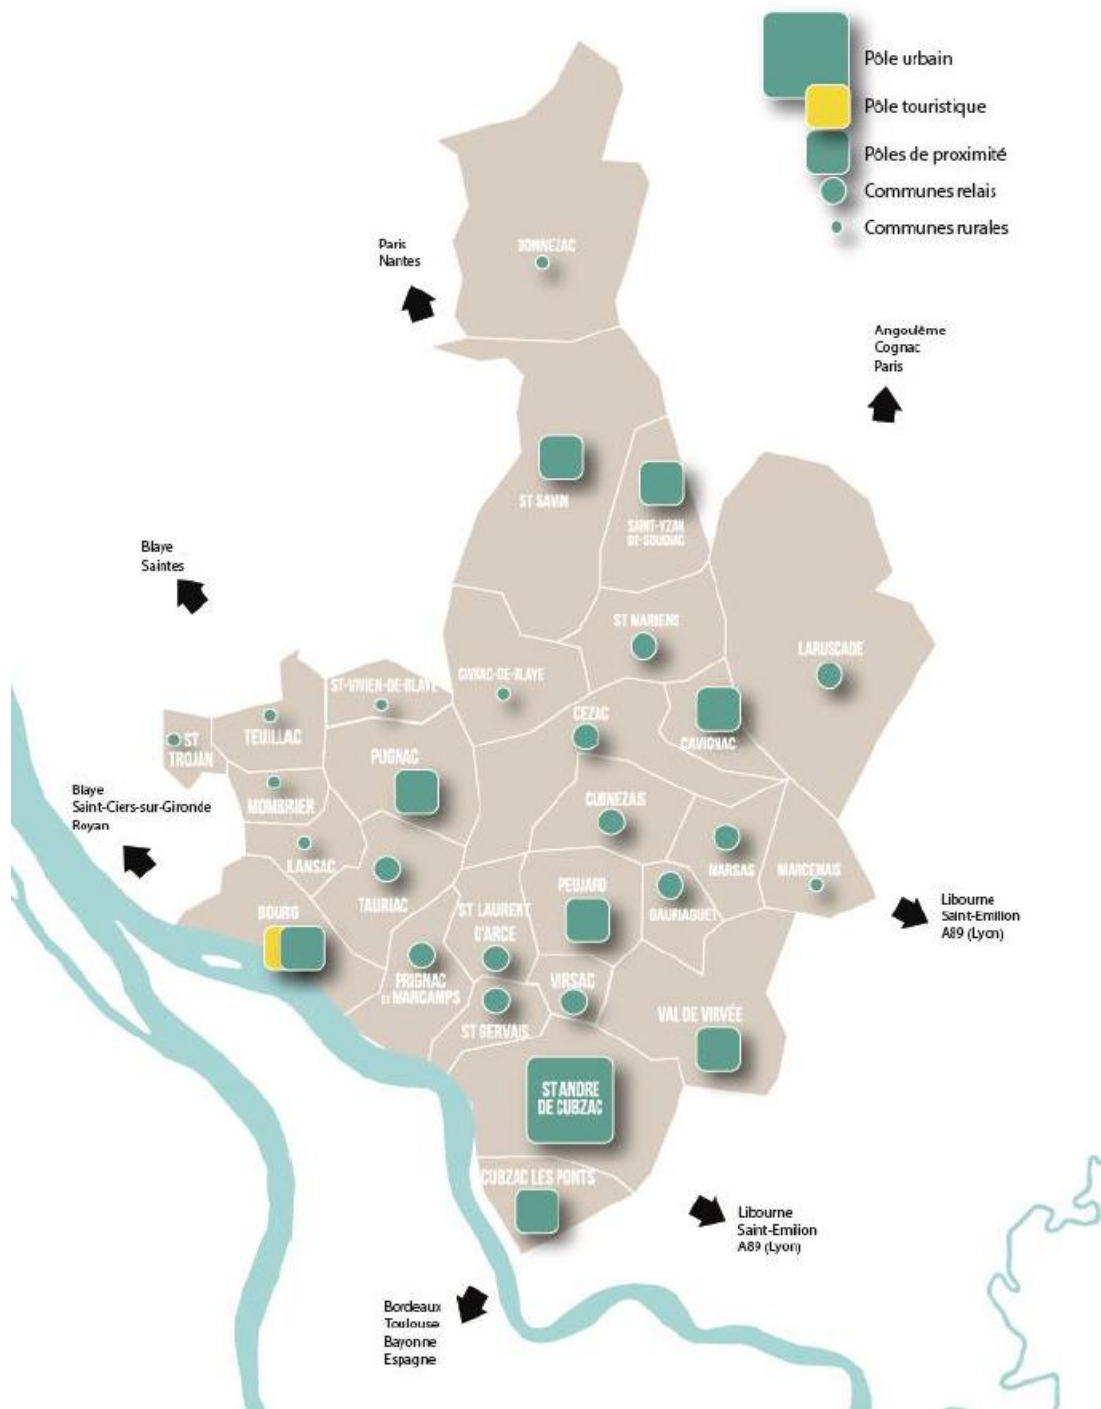 Pôle urbain
Pôle touristique
Pôles de proximité
Communes relais
Communes rurales
Paris
Nantes
DONNEZAC
Angoulême
Cognac
Paris
ST SAVIN
SAINT-YZAN
DE-SOUDIAC
Blaye
Saintes
ST MARIENS
LARUSCADE
CIVRAC-DE-BLAYE
ST-VIVIEN-DE-BLAYE
CEZAC
CAVIGNAC
TEUILLAC
ST
TROJAN
PUGNAC
MOMBRIER
CUBNEZAIS
Blaye
Saint-Ciers-sur-Gironde
Royan
LANSAC
MARSAS
MARCENAIS
TAURIAC
PEUJARD
GAURIAGUET
BOURG
ST LAURENT
D'ARCE
Libourne
Saint-Emilion
A89 (Lyon)
PRIGNAC
ET MARCAMPS
VIRSAC
ST GERVAIS
VAL DE VIRVÉE
ST ANDRE
DE CUBZAC
CUBZAC LES PONTS
Libourne
Saint-Emilion
A89 (Lyon)
Bordeaux
Toulouse
Bayonne
Espagne